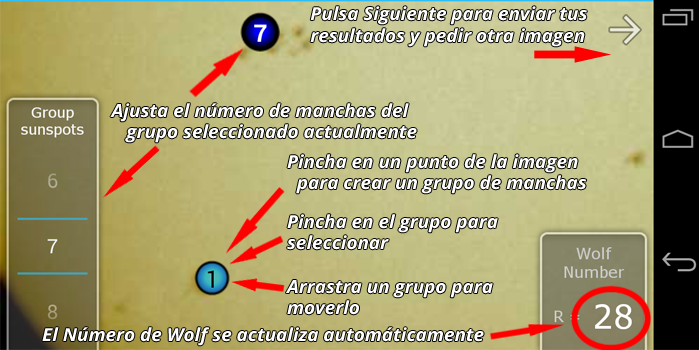 Pulsa Siguiente para enviar tus
resultados y pedir otra imagen
7
Group
sunspots
6
7
8
Ajusta el número de manchas del
grupo seleccionado actualmente
Pincha en un punto de la imagen
para crear un grupo de manchas
Pincha en el grupo para
seleccionar
1
Arrastra un grupo para
moverlo
Wolf
Number
R = 28
El Número de Wolf se actualiza automáticamente